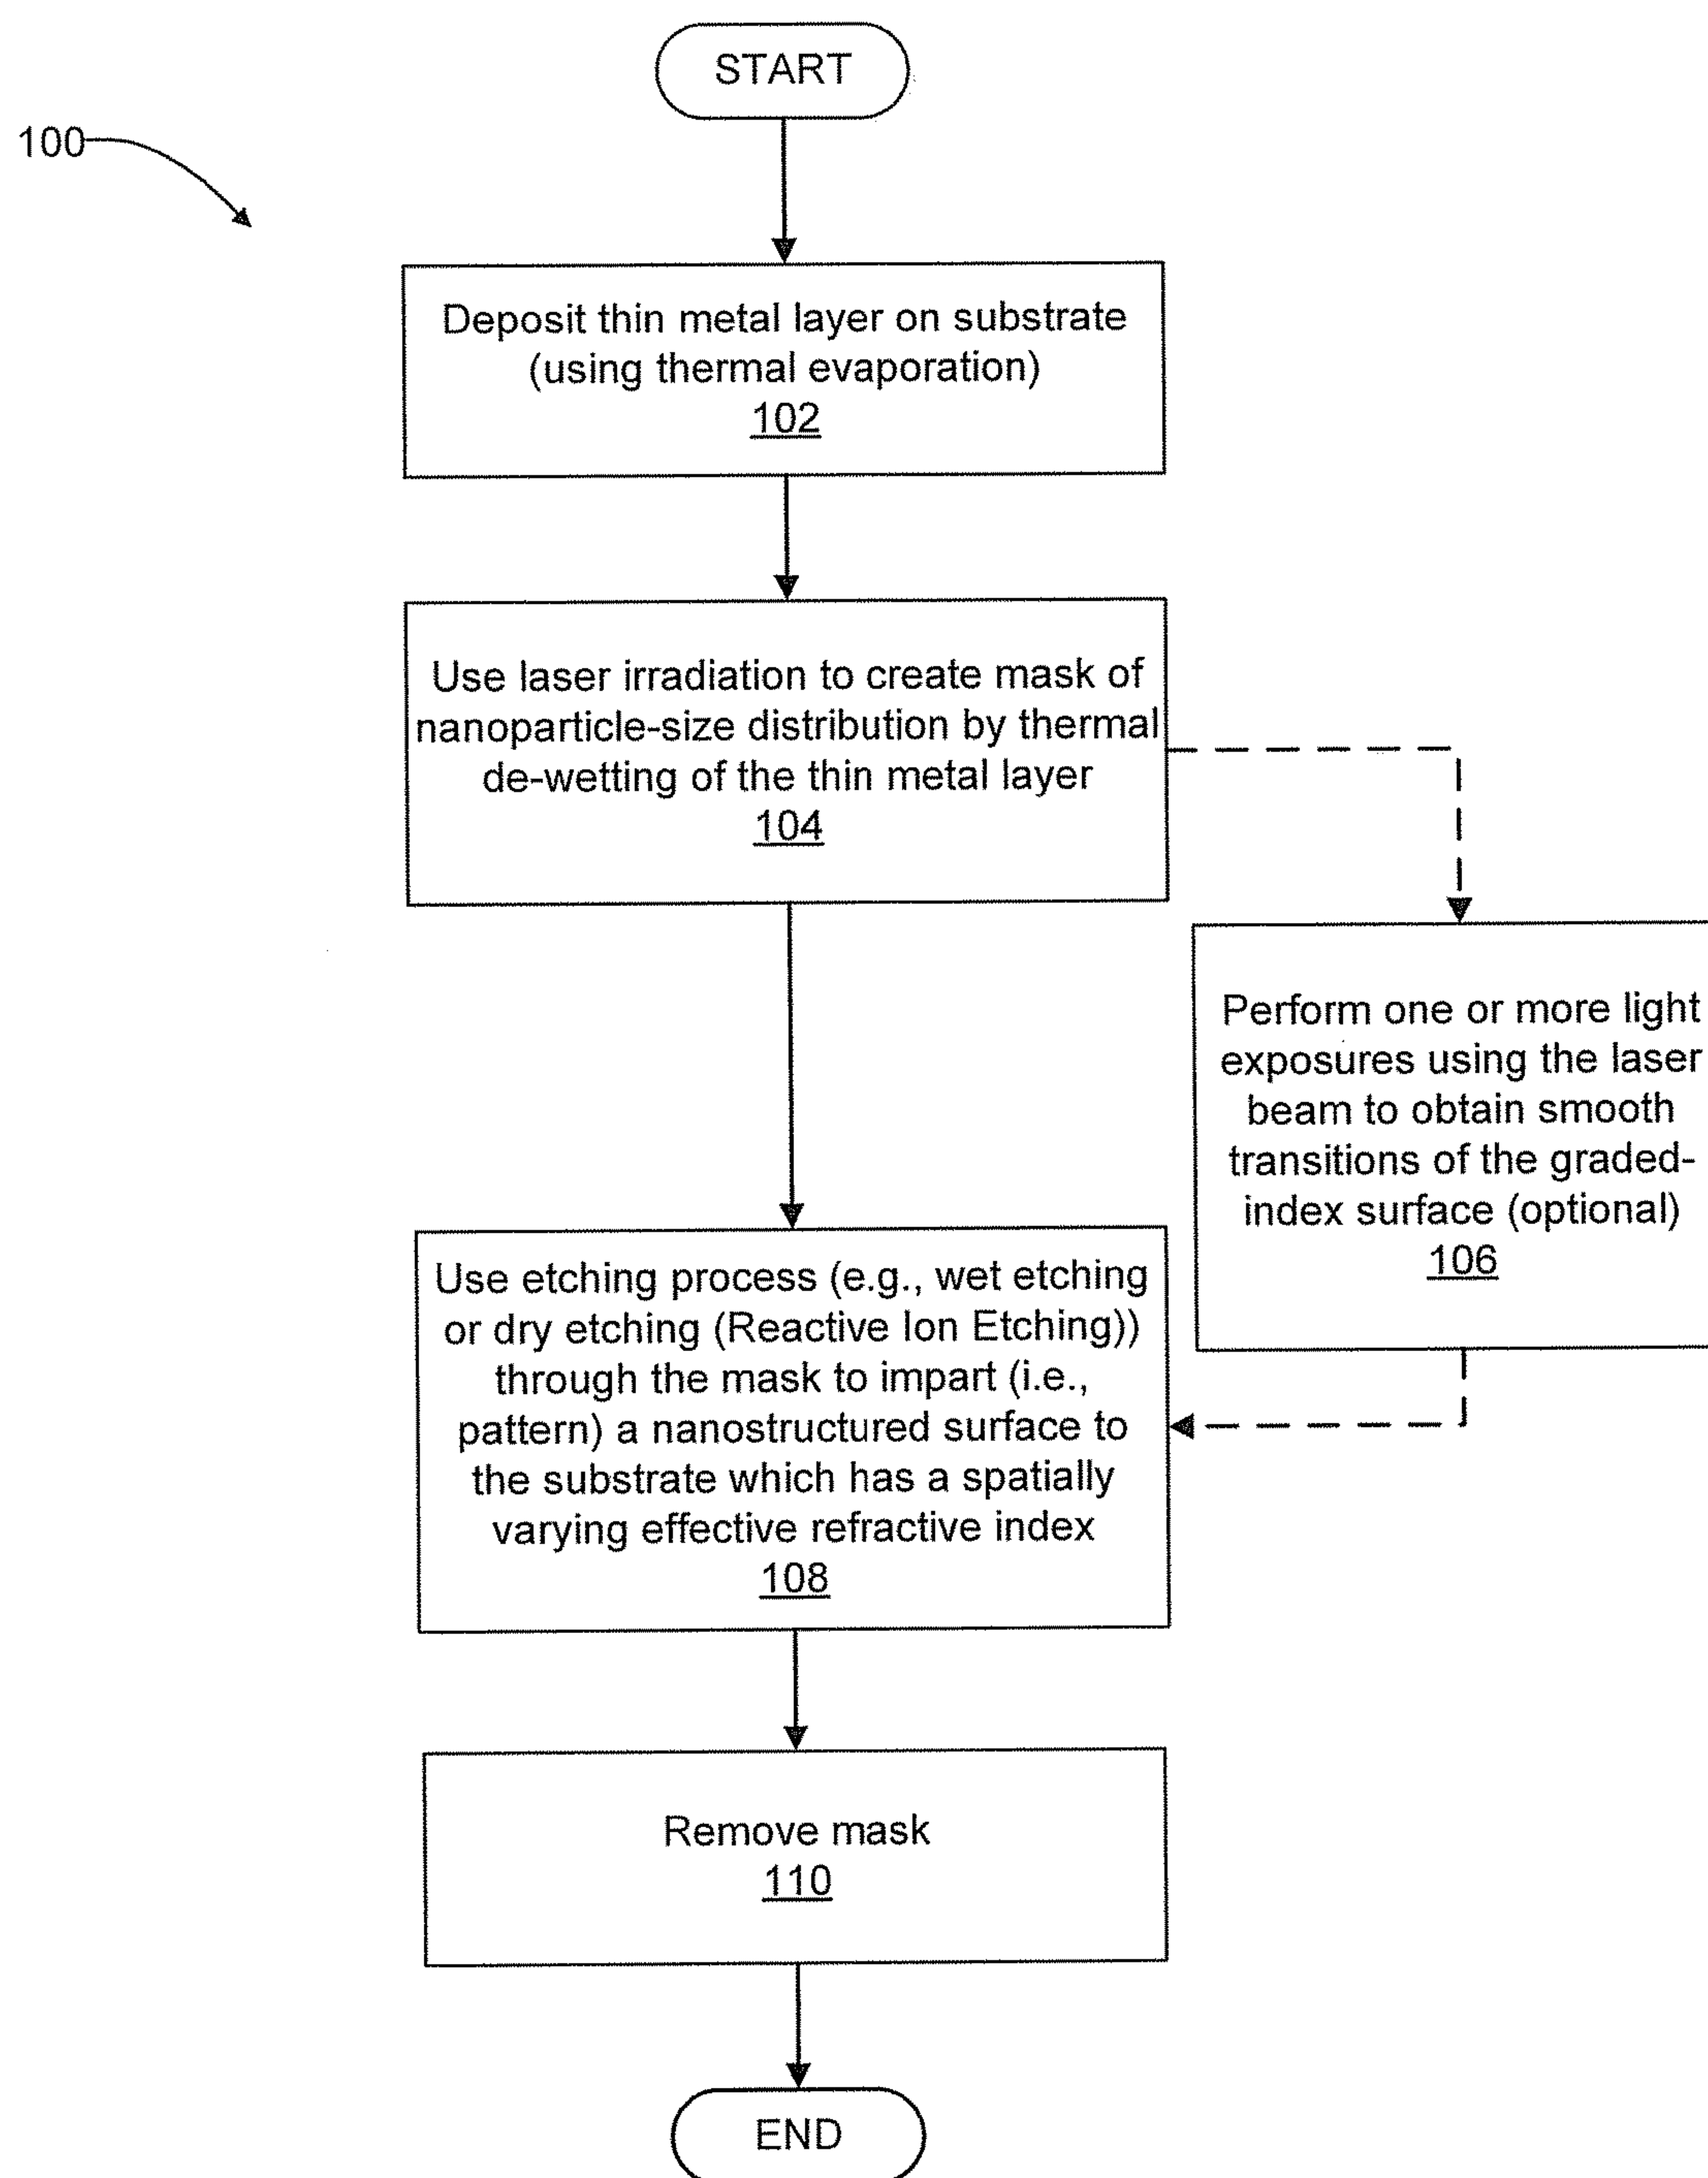 START
100
Deposit thin metal layer on substrate
(using thermal evaporation)
102
Use laser irradiation to create mask of
nanoparticle-size distribution by thermal
de-wetting of the thin metal layer
104
Perform one or more light
exposures using the laser
beam to obtain smooth
transitions of the graded-
index surface (optional)
106
Use etching process (e.g., wet etching
or dry etching (Reactive Ion Etching))
through the mask to impart (i.e.,
pattern) a nanostructured surface to
the substrate which has a spatially
varying effective refractive index
108
Remove mask
110
END